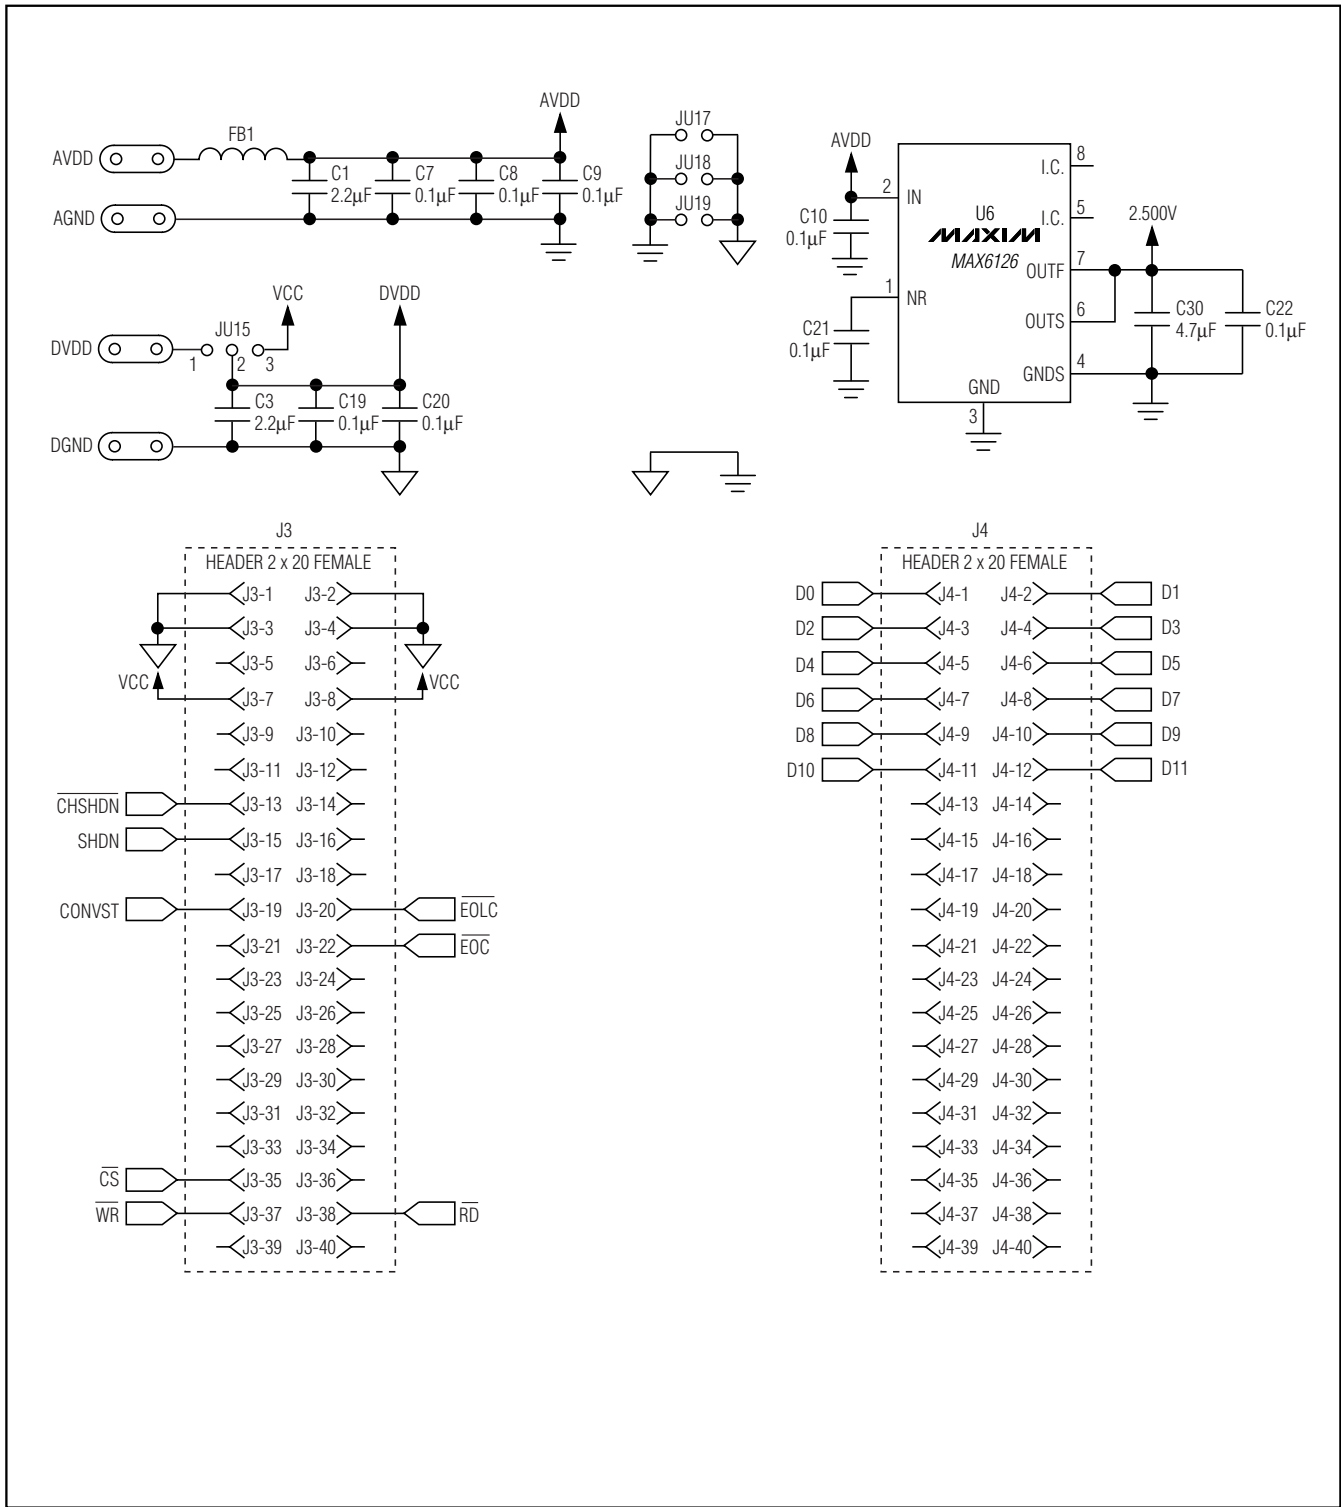 AVDD
FB1
AVDD
C1
2.2µF
C7
0.1µF
C8
0.1µF
C9
0.1µF
AGND
JU17
JU18
JU19
AVDD
C10
0.1µF
2
IN
I.C.
8
I.C.
5
U6
MAXIM
MAX6126
2.500V
OUTF
7
OUTS
6
GNDS
4
1
NR
C21
0.1µF
GND
3
C30
4.7µF
C22
0.1µF
DVDD
JU15
VCC
DVDD
1
2
3
C3
2.2µF
C19
0.1µF
C20
0.1µF
DGND
J3
HEADER 2 x 20 FEMALE
J3-1 J3-2
J3-3 J3-4
J3-5 J3-6
VCC J3-7 J3-8 VCC
J3-9 J3-10
J3-11 J3-12
CHSHDN J3-13 J3-14
SHDN J3-15 J3-16
J3-17 J3-18
CONVST J3-19 J3-20 EOLC
J3-21 J3-22 EOC
J3-23 J3-24
J3-25 J3-26
J3-27 J3-28
J3-29 J3-30
J3-31 J3-32
J3-33 J3-34
CS J3-35 J3-36
WR J3-37 J3-38 RD
J3-39 J3-40
J4
HEADER 2 x 20 FEMALE
D0 J4-1 J4-2 D1
D2 J4-3 J4-4 D3
D4 J4-5 J4-6 D5
D6 J4-7 J4-8 D7
D8 J4-9 J4-10 D9
D10 J4-11 J4-12 D11
J4-13 J4-14
J4-15 J4-16
J4-17 J4-18
J4-19 J4-20
J4-21 J4-22
J4-23 J4-24
J4-25 J4-26
J4-27 J4-28
J4-29 J4-30
J4-31 J4-32
J4-33 J4-34
J4-35 J4-36
J4-37 J4-38
J4-39 J4-40